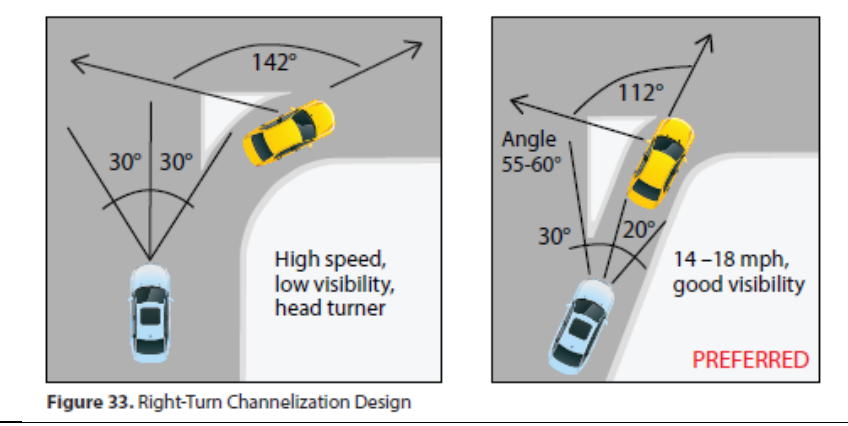 142°
30° 30°
High speed,
low visibility,
head turner
112°
Angle
55-60°
30° 20°
14 –18 mph,
good visibility
PREFERRED
Figure 33. Right-Turn Channelization Design